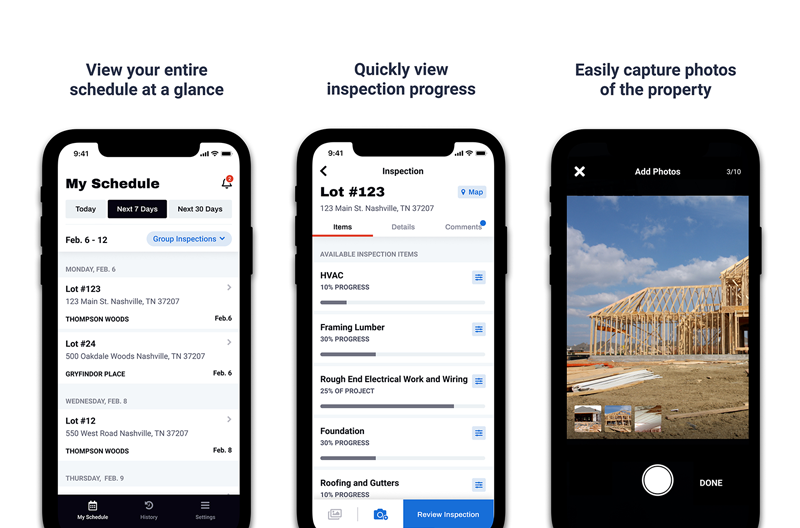 View your entire
schedule at a glance
9:41
My Schedule
2
Today
Next 7 Days
Next 30 Days
Feb. 6 - 12
Group Inspections
MONDAY, FEB. 6
Lot #123
123 Main St. Nashville, TN 37207
THOMPSON WOODS
Feb.6
Lot #24
500 Oakdale Woods Nashville, TN 37207
GRYFINDOR PLACE
Feb. 6
WEDNESDAY, FEB. 8
Lot #12
550 West Road Nashville, TN 37207
THOMPSON WOODS
Feb. 8
THURSDAY, FEB. 9
My Schedule
History
Settings
Quickly view
inspection progress
9:41
Inspection
Lot #123
Map
123 Main St. Nashville, TN 37207
Items
Details
Comments
AVAILABLE INSPECTION ITEMS
HVAC
10% PROGRESS
Framing Lumber
30% PROGRESS
Rough End Electrical Work and Wiring
25% OF PROJECT
Foundation
30% PROGRESS
Roofing and Gutters
10% PROGRESS
Review Inspection
Easily capture photos
of the property
Add Photos
3/10
DONE